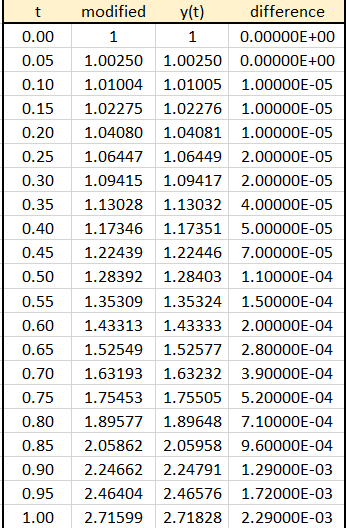 t modified y(t) difference
0.00 1 1 0.00000E+00
0.05 1.00250 1.00250 0.00000E+00
0.10 1.01004 1.01005 1.00000E-05
0.15 1.02275 1.02276 1.00000E-05
0.20 1.04080 1.04081 1.00000E-05
0.25 1.06447 1.06449 2.00000E-05
0.30 1.09415 1.09417 2.00000E-05
0.35 1.13028 1.13032 4.00000E-05
0.40 1.17346 1.17351 5.00000E-05
0.45 1.22439 1.22446 7.00000E-05
0.50 1.28392 1.28403 1.10000E-04
0.55 1.35309 1.35324 1.50000E-04
0.60 1.43313 1.43333 2.00000E-04
0.65 1.52549 1.52577 2.80000E-04
0.70 1.63193 1.63232 3.90000E-04
0.75 1.75453 1.75505 5.20000E-04
0.80 1.89577 1.89648 7.10000E-04
0.85 2.05862 2.05958 9.60000E-04
0.90 2.24662 2.24791 1.29000E-03
0.95 2.46404 2.46576 1.72000E-03
1.00 2.71599 2.71828 2.29000E-03